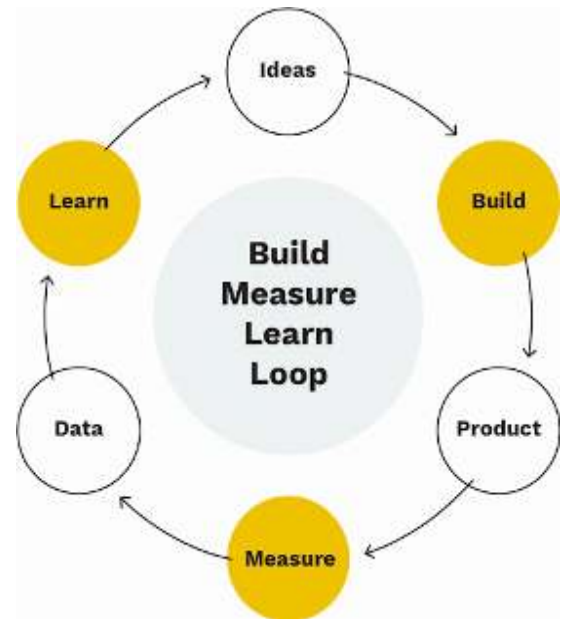 Ideas
Learn
Build
Build
Measure
Learn
Loop
Data
Product
Measure